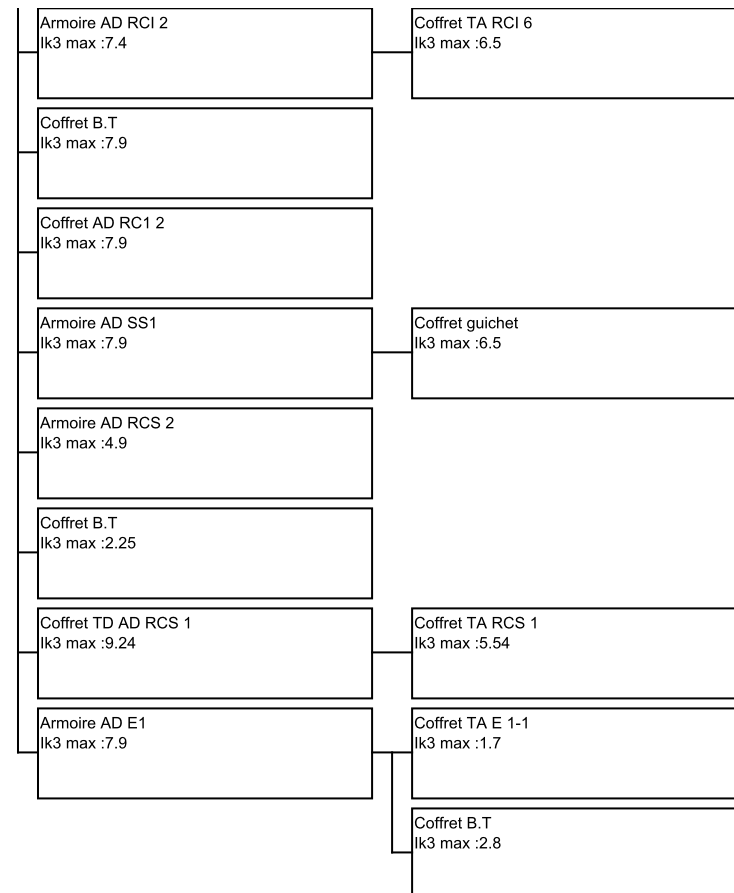 Armoire AD RCI 2
Ik3 max :7.4
Coffret TA RCI 6
Ik3 max :6.5
Coffret B.T
Ik3 max :7.9
Coffret AD RC1 2
Ik3 max :7.9
Armoire AD SS1
Ik3 max :7.9
Coffret guichet
Ik3 max :6.5
Armoire AD RCS 2
Ik3 max :4.9
Coffret B.T
Ik3 max :2.25
Coffret TD AD RCS 1
Ik3 max :9.24
Coffret TA RCS 1
Ik3 max :5.54
Armoire AD E1
Ik3 max :7.9
Coffret TA E 1-1
Ik3 max :1.7
Coffret B.T
Ik3 max :2.8